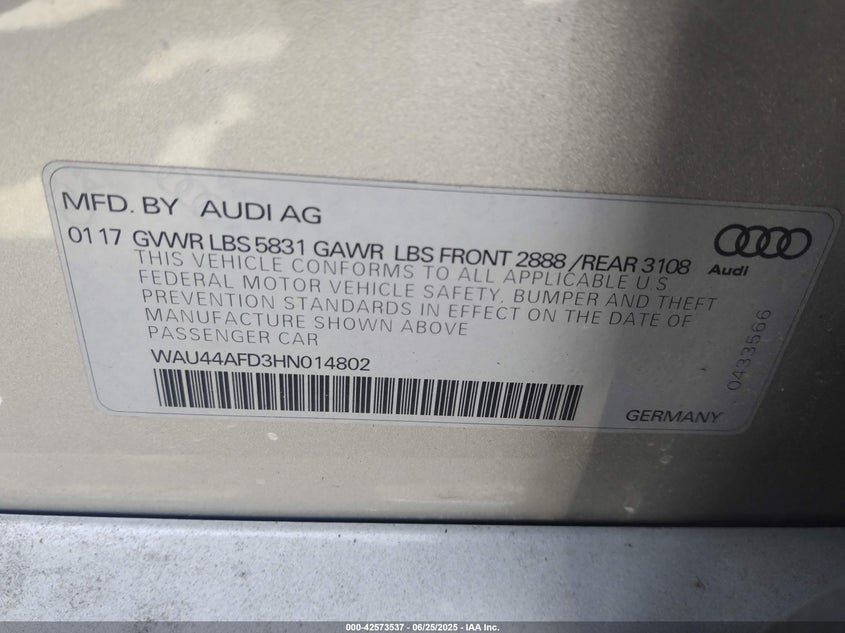 MFD. BY AUDI AG
01 17 GVWR LBS 5831 GAWR LBS FRONT 2888 /REAR 3108
THIS VEHICLE CONFORMS TO ALL APPLICABLE U S
FEDERAL MOTOR VEHICLE SAFETY, BUMPER AND THEFT
PREVENTION STANDARDS IN EFFECT ON THE DATE OF
MANUFACTURE SHOWN ABOVE
PASSENGER CAR
WAU44AFD3HN014802
Audi
0433566
GERMANY
000-42573537 - 06/25/2025 - IAA Inc.